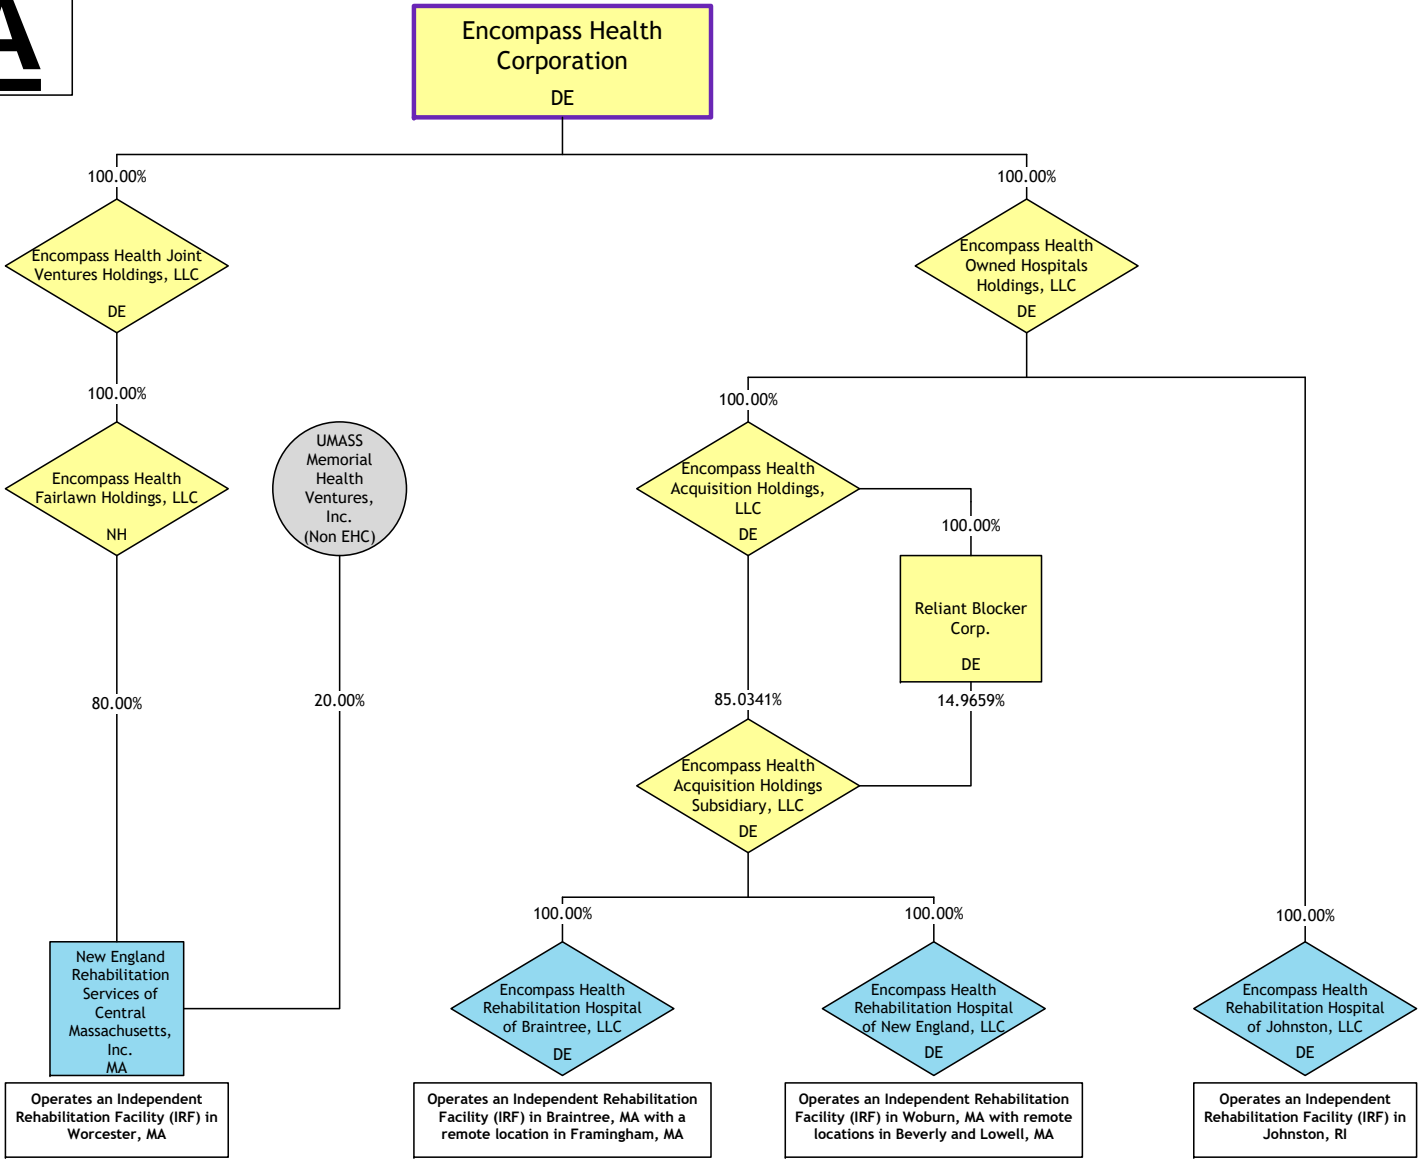 A
Encompass Health
Corporation
DE
100.00%
100.00%
Encompass Health Joint
Ventures Holdings, LLC
DE
Encompass Health
Owned Hospitals
Holdings, LLC
DE
100.00%
100.00%
Encompass Health
Fairlawn Holdings, LLC
NH
UMASS
Memorial
Health
Ventures,
Inc.
(Non EHC)
Encompass Health
Acquisition Holdings,
LLC
DE
100.00%
Reliant Blocker
Corp.
DE
80.00%
20.00%
85.0341%
14.9659%
Encompass Health
Acquisition Holdings
Subsidiary, LLC
DE
100.00%
100.00%
100.00%
New England
Rehabilitation
Services of
Central
Massachusetts,
Inc.
MA
Encompass Health
Rehabilitation Hospital
of Braintree, LLC
DE
Encompass Health
Rehabilitation Hospital
of New England, LLC
DE
Encompass Health
Rehabilitation Hospital
of Johnston, LLC
DE
Operates an Independent
Rehabilitation Facility (IRF) in
Worcester, MA
Operates an Independent Rehabilitation
Facility (IRF) in Braintree, MA with a
remote location in Framingham, MA
Operates an Independent Rehabilitation
Facility (IRF) in Woburn, MA with remote
locations in Beverly and Lowell, MA
Operates an Independent
Rehabilitation Facility (IRF) in
Johnston, RI